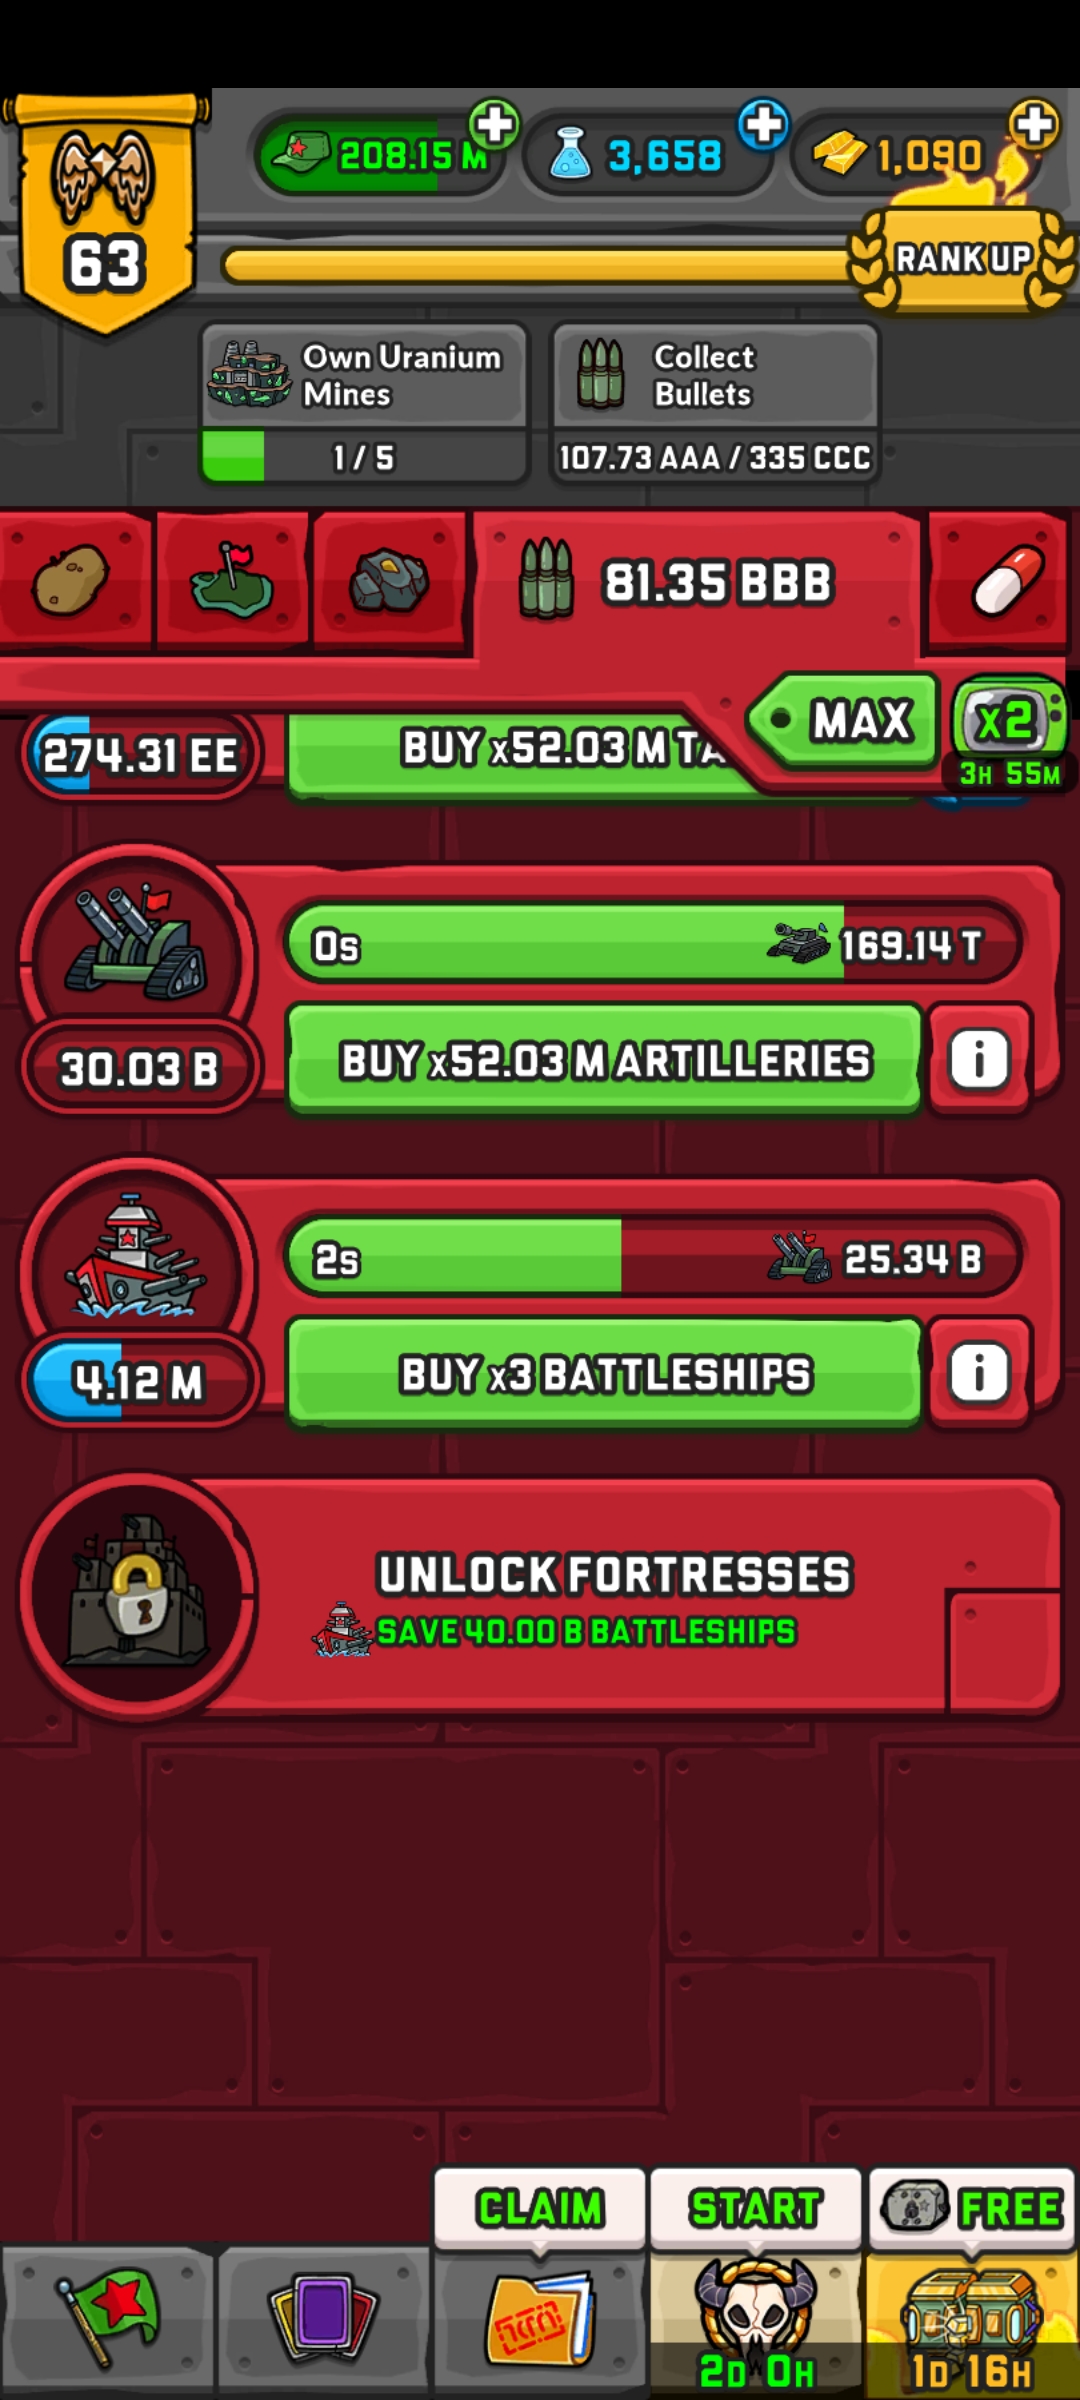 208.15 M
3,658
1,090
63
RANK UP
Own Uranium
Mines
Collect
Bullets
1 / 5
107.73 AAA / 335 CCC
81.35 BBB
MAX
x2
3H 55M
274.31 EE
BUY x52.03 M TA
0s
169.14 T
30.03 B
BUY x52.03 M ARTILLERIES
i
2s
25.34 B
4.12 M
BUY x3 BATTLESHIPS
i
UNLOCK FORTRESSES
SAVE 40.00 B BATTLESHIPS
CLAIM
START
FREE
2D 0H
1D 16H